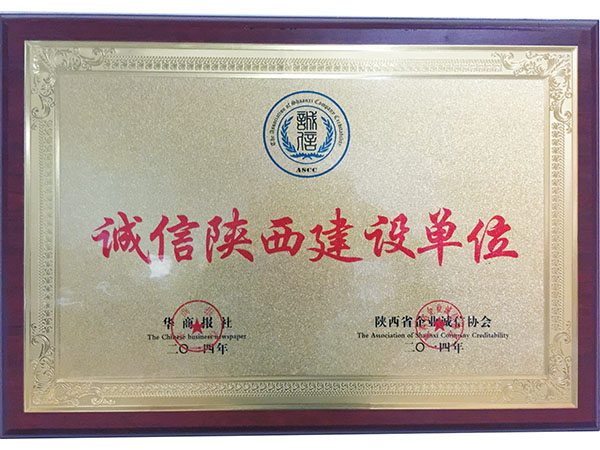 The Association of Shaanxi Company Creditability
誠信
ASCC
诚信陕西建设单位
华商报社
The Chinese business newspaper
二〇一四年
陕西省企业诚信协会
The Association of Shaanxi Company Creditability
二〇一四年